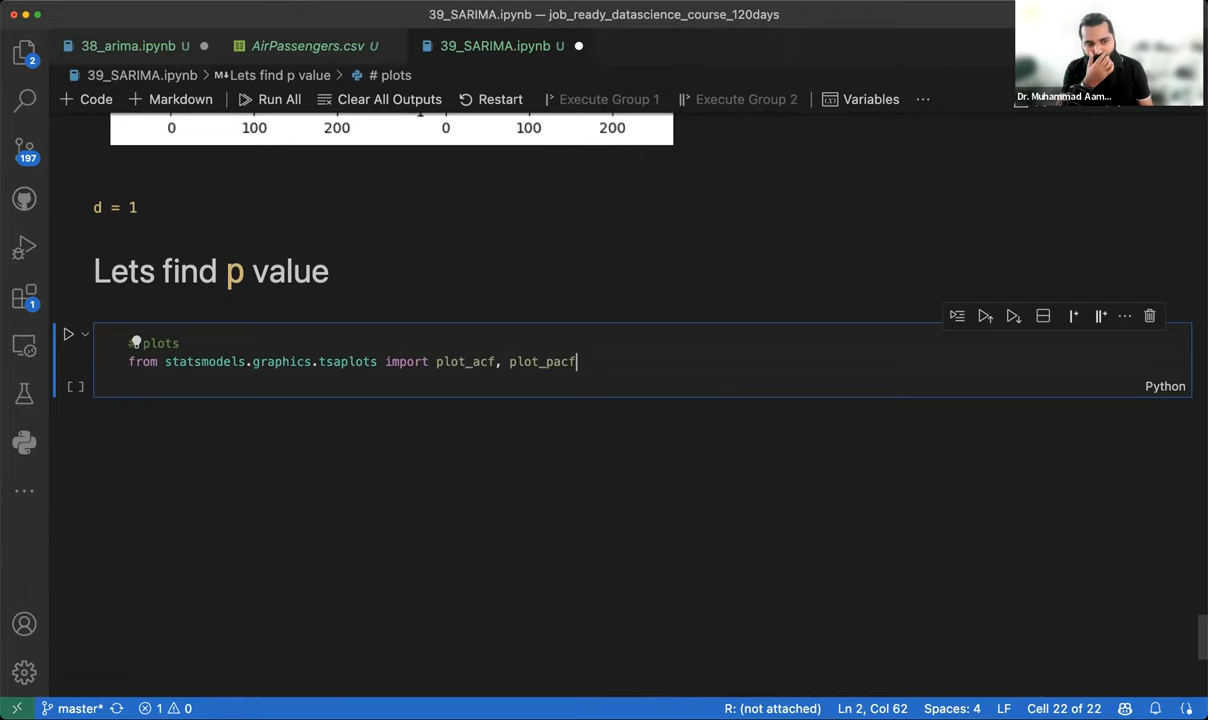 39_SARIMA.ipynb — job_ready_datascience_course_120days
38_arima.ipynb U
AirPassengers.csv U
39_SARIMA.ipynb U
2
39_SARIMA.ipynb > M↓Lets find p value > # plots
+ Code + Markdown Run All Clear All Outputs Restart Execute Group 1 Execute Group 2 Variables ...
Dr. Muhammad Aam...
0 100 200 0 100 200
197
d = 1
Lets find p value
1
# plots
from statsmodels.graphics.tsaplots import plot_acf, plot_pacf
[ ]
Python
master* 1 0 R: (not attached) Ln 2, Col 62 Spaces: 4 LF Cell 22 of 22